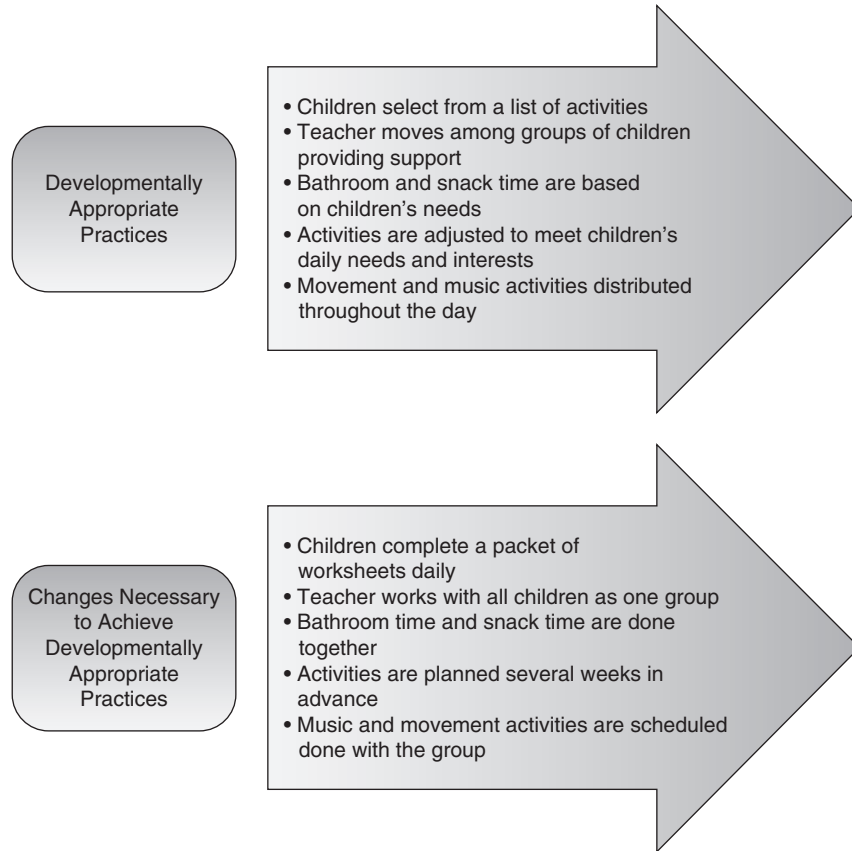 Developmentally
Appropriate
Practices
• Children select from a list of activities
• Teacher moves among groups of children
providing support
• Bathroom and snack time are based
on children's needs
• Activities are adjusted to meet children's
daily needs and interests
• Movement and music activities distributed
throughout the day
Changes Necessary
to Achieve
Developmentally
Appropriate
Practices
• Children complete a packet of
worksheets daily
• Teacher works with all children as one group
• Bathroom time and snack time are done
together
• Activities are planned several weeks in
advance
• Music and movement activities are scheduled
done with the group